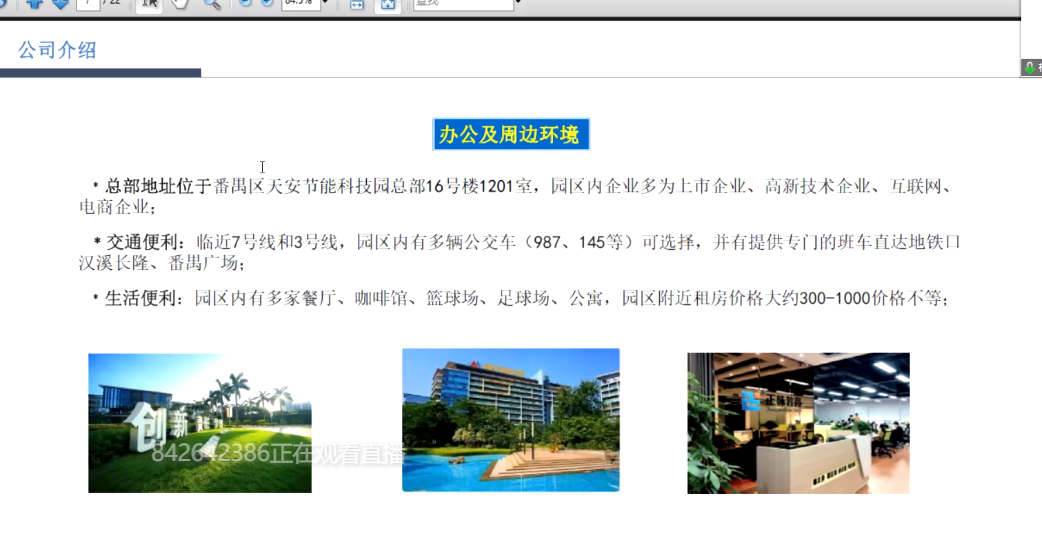 7 / 22
84.5%
查找
公司介绍
办公及周边环境
* 总部地址位于番禺区天安节能科技园总部16号楼1201室，园区内企业多为上市企业、高新技术企业、互联网、
电商企业；
* 交通便利：临近7号线和3号线，园区内有多辆公交车（987、145等）可选择，并有提供专门的班车直达地铁口
汉溪长隆、番禺广场；
* 生活便利：园区内有多家餐厅、咖啡馆、篮球场、足球场、公寓，园区附近租房价格大约300-1000价格不等；
创新
842642386正在观看直播